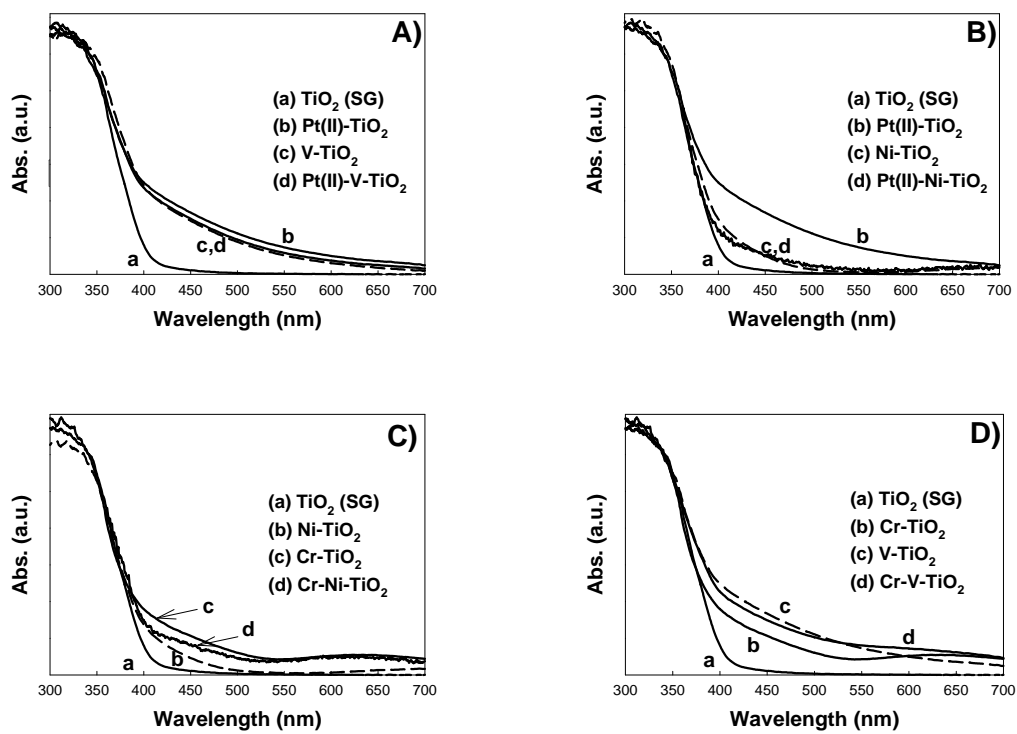 A)
Abs. (a.u.)
(a) TiO2 (SG)
(b) Pt(II)-TiO2
(c) V-TiO2
(d) Pt(II)-V-TiO2
b
c,d
a
300 350 400 450 500 550 600 650 700
Wavelength (nm)
B)
Abs. (a.u.)
(a) TiO2 (SG)
(b) Pt(II)-TiO2
(c) Ni-TiO2
(d) Pt(II)-Ni-TiO2
b
c,d
a
300 350 400 450 500 550 600 650 700
Wavelength (nm)
C)
Abs. (a.u.)
(a) TiO2 (SG)
(b) Ni-TiO2
(c) Cr-TiO2
(d) Cr-Ni-TiO2
c
d
a
b
300 350 400 450 500 550 600 650 700
Wavelength (nm)
D)
Abs. (a.u.)
(a) TiO2 (SG)
(b) Cr-TiO2
(c) V-TiO2
(d) Cr-V-TiO2
c
d
b
a
300 350 400 450 500 550 600 650 700
Wavelength (nm)